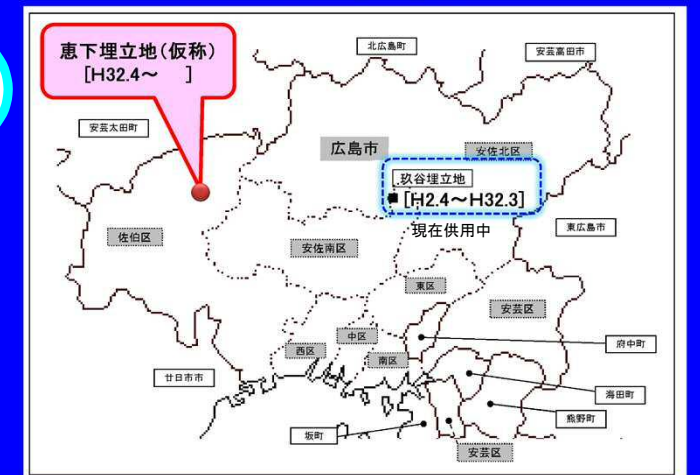 恵下埋立地(仮称)
[H32.4～　　]
北広島町
安芸高田市
安芸太田町
広島市
安佐北区
玖谷埋立地
[H2.4～H32.3]
現在供用中
佐伯区
安佐南区
東広島市
東区
安芸区
中区
西区
南区
府中町
廿日市市
海田町
熊野町
坂町
安芸区